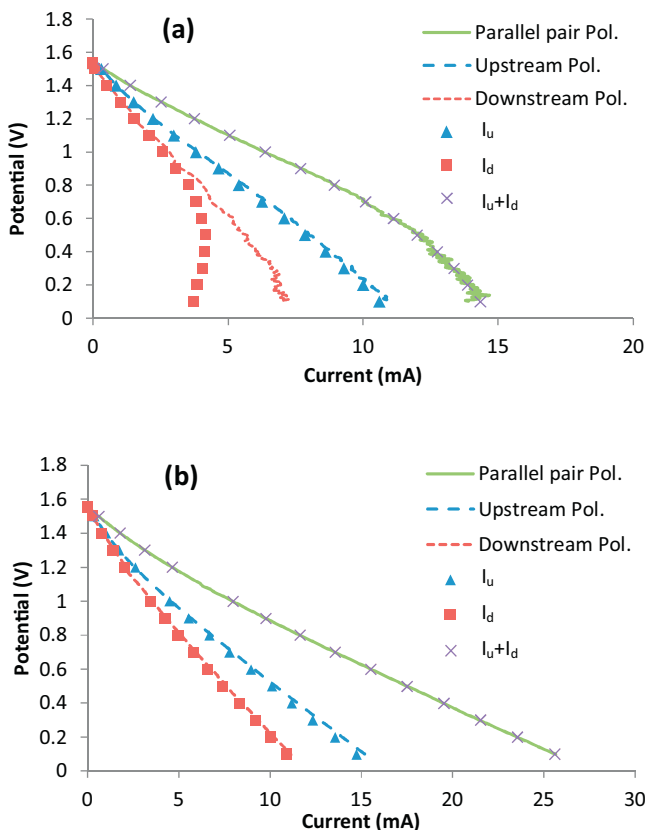 (a)
1.8
1.6
1.4
1.2
1
0.8
0.6
0.4
0.2
0
Potential (V)
0
5
10
15
20
Current (mA)
Parallel pair Pol.
Upstream Pol.
Downstream Pol.
Iu
Id
Iu+Id
(b)
1.8
1.6
1.4
1.2
1
0.8
0.6
0.4
0.2
0
Potential (V)
0
5
10
15
20
25
30
Current (mA)
Parallel pair Pol.
Upstream Pol.
Downstream Pol.
Iu
Id
Iu+Id